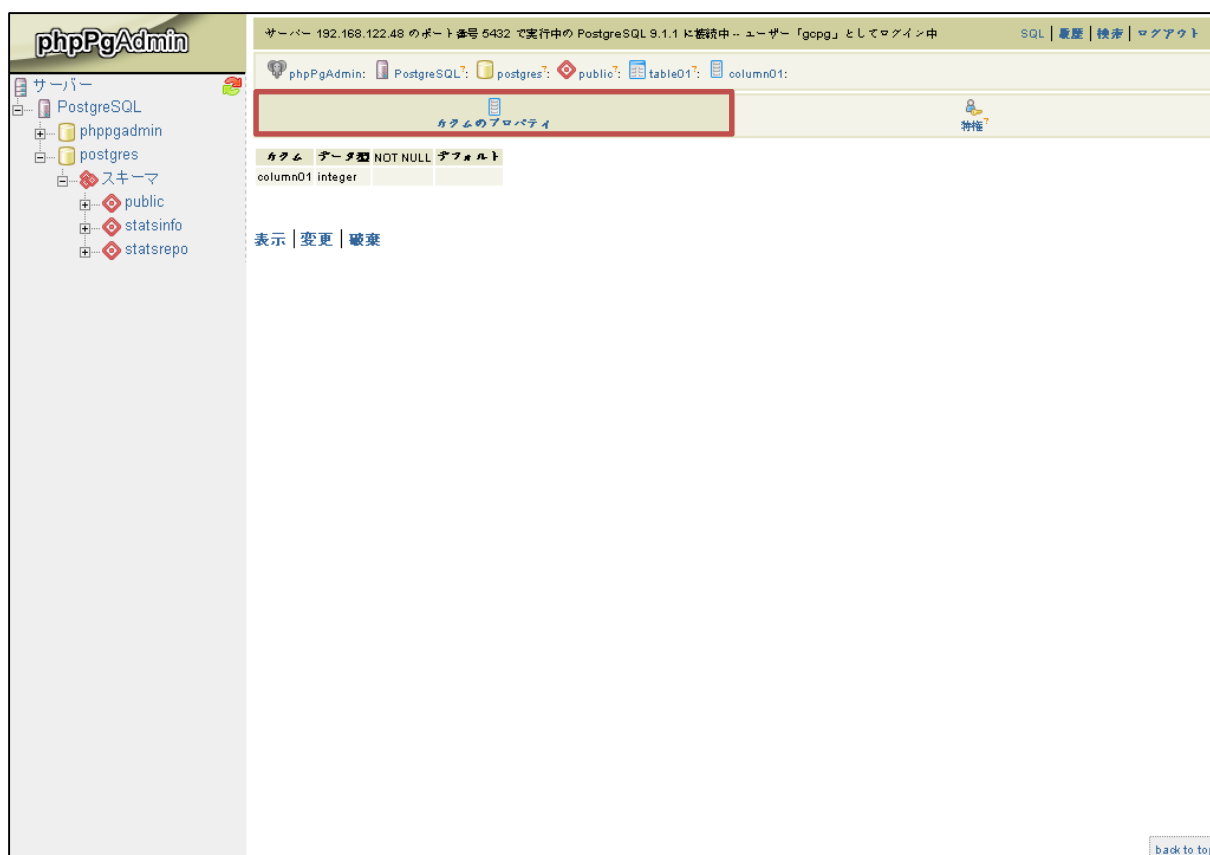 phpPgAdmin
サーバー 192.168.122.48 のポート番号 5432 で実行中の PostgreSQL 9.1.1 に接続中 -- ユーザー「gopg」としてログイン中
SQL | 履歴 | 検索 | ログアウト
phpPgAdmin: PostgreSQL?: postgres?: public?: table01?: column01:
サーバー
PostgreSQL
phppgadmin
postgres
スキーマ
public
statsinfo
statsrepo
カラムのプロパティ
特権?
カラム データ型 NOT NULL デフォルト
column01 integer
表示 | 変更 | 破棄
back to top